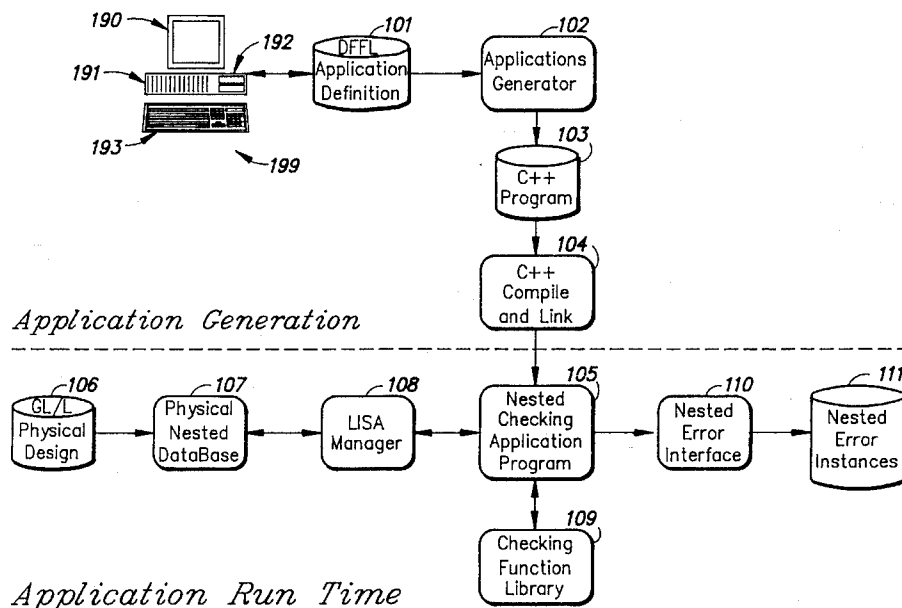 190
192
191
193
199
101
DFFL
Application
Definition
102
Applications
Generator
103
C++
Program
104
C++
Compile
and Link
Application Generation
106
GL/L
Physical
Design
107
Physical
Nested
DataBase
108
LISA
Manager
105
Nested
Checking
Application
Program
110
Nested
Error
Interface
111
Nested
Error
Instances
109
Checking
Function
Library
Application Run Time